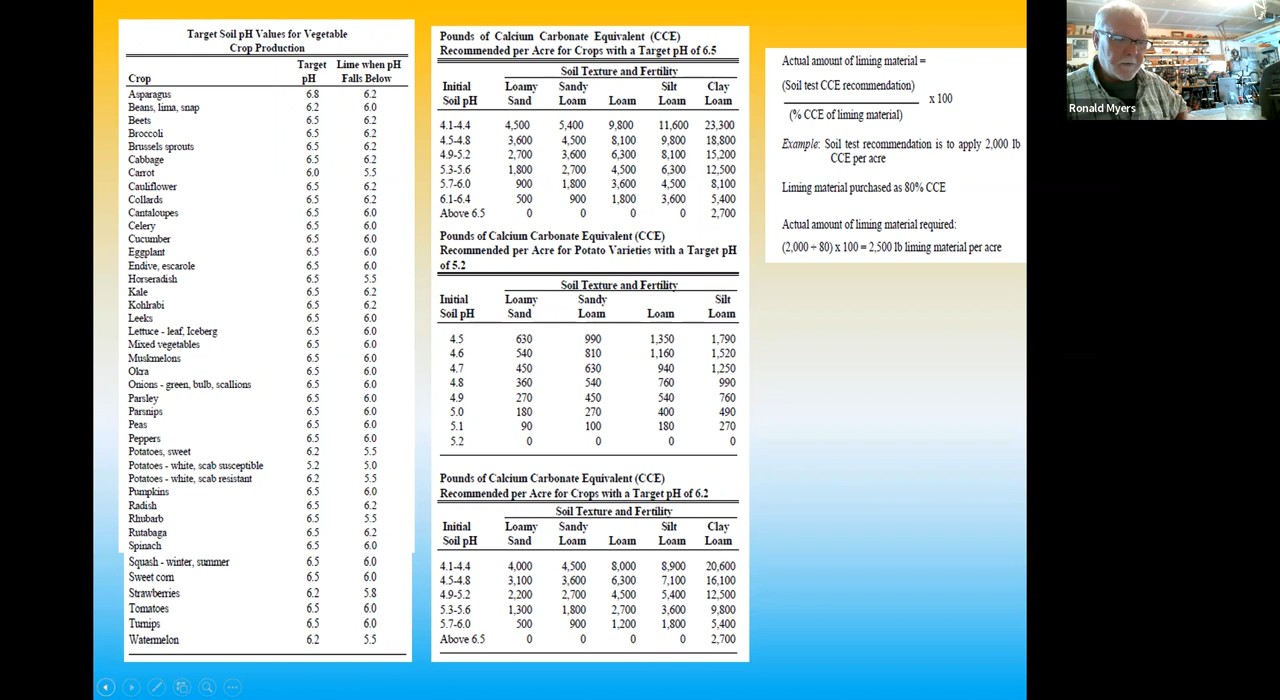 Target Soil pH Values for Vegetable
Crop Production
Target Lime when pH
Crop pH Falls Below
Asparagus 6.8 6.2
Beans, lima, snap 6.2 6.0
Beets 6.5 6.2
Broccoli 6.5 6.2
Brussels sprouts 6.5 6.2
Cabbage 6.5 6.2
Carrot 6.0 5.5
Cauliflower 6.5 6.2
Collards 6.5 6.2
Cantaloupes 6.5 6.0
Celery 6.5 6.0
Cucumber 6.5 6.0
Eggplant 6.5 6.0
Endive, escarole 6.5 6.0
Horseradish 6.5 5.5
Kale 6.5 6.2
Kohlrabi 6.5 6.2
Leeks 6.5 6.0
Lettuce - leaf, Iceberg 6.5 6.0
Mixed vegetables 6.5 6.0
Muskmelons 6.5 6.0
Okra 6.5 6.0
Onions - green, bulb, scallions 6.5 6.0
Parsley 6.5 6.0
Parsnips 6.5 6.0
Peas 6.5 6.0
Peppers 6.5 6.0
Potatoes, sweet 6.2 5.5
Potatoes - white, scab susceptible 5.2 5.0
Potatoes - white, scab resistant 6.2 5.5
Pumpkins 6.5 6.0
Radish 6.5 6.2
Rhubarb 6.5 5.5
Rutabaga 6.5 6.2
Spinach 6.5 6.0
Squash - winter, summer 6.5 6.0
Sweet corn 6.5 6.0
Strawberries 6.2 5.8
Tomatoes 6.5 6.0
Turnips 6.5 6.0
Watermelon 6.2 5.5
Pounds of Calcium Carbonate Equivalent (CCE)
Recommended per Acre for Crops with a Target pH of 6.5
Soil Texture and Fertility
Initial Loamy Sandy Silt Clay
Soil pH Sand Loam Loam Loam Loam
4.1-4.4 4,500 5,400 9,800 11,600 23,300
4.5-4.8 3,600 4,500 8,100 9,800 18,800
4.9-5.2 2,700 3,600 6,300 8,100 15,200
5.3-5.6 1,800 2,700 4,500 6,300 12,500
5.7-6.0 900 1,800 3,600 4,500 8,100
6.1-6.4 500 900 1,800 3,600 5,400
Above 6.5 0 0 0 0 2,700
Pounds of Calcium Carbonate Equivalent (CCE)
Recommended per Acre for Potato Varieties with a Target pH
of 5.2
Soil Texture and Fertility
Initial Loamy Sandy Silt
Soil pH Sand Loam Loam Loam
4.5 630 990 1,350 1,790
4.6 540 810 1,160 1,520
4.7 450 630 940 1,250
4.8 360 540 760 990
4.9 270 450 540 760
5.0 180 270 400 490
5.1 90 100 180 270
5.2 0 0 0 0
Pounds of Calcium Carbonate Equivalent (CCE)
Recommended per Acre for Crops with a Target pH of 6.2
Soil Texture and Fertility
Initial Loamy Sandy Silt Clay
Soil pH Sand Loam Loam Loam Loam
4.1-4.4 4,000 4,500 8,000 8,900 20,600
4.5-4.8 3,100 3,600 6,300 7,100 16,100
4.9-5.2 2,200 2,700 4,500 5,400 12,500
5.3-5.6 1,300 1,800 2,700 3,600 9,800
5.7-6.0 500 900 1,200 1,800 5,400
Above 6.5 0 0 0 0 2,700
Actual amount of liming material =
(Soil test CCE recommendation)
x 100
(% CCE of liming material)
Example: Soil test recommendation is to apply 2,000 lb
CCE per acre
Liming material purchased as 80% CCE
Actual amount of liming material required:
(2,000 ÷ 80) x 100 = 2,500 lb liming material per acre
Ronald Myers